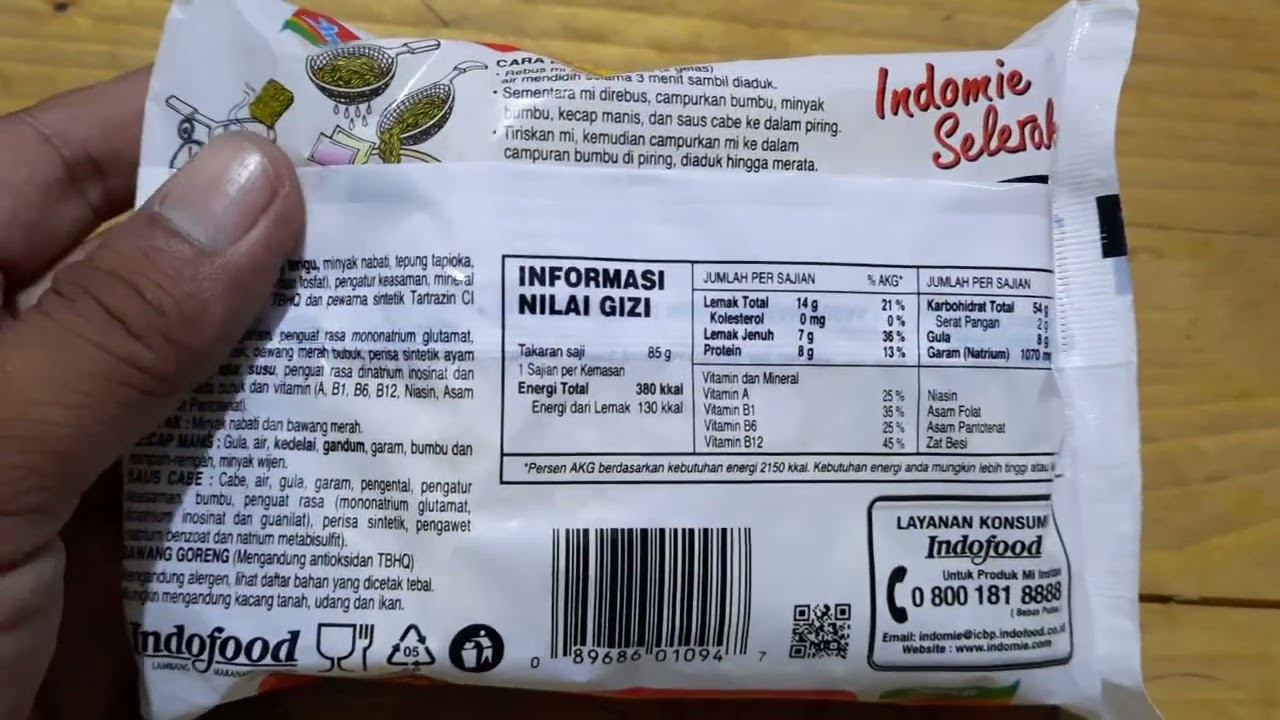 CARA
air mendidih selama 3 menit sambil diaduk.
• Sementara mi direbus, campurkan bumbu, minyak
bumbu, kecap manis, dan saus cabe ke dalam piring.
• Tiriskan mi, kemudian campurkan mi ke dalam
campuran bumbu di piring, diaduk hingga merata.
Indomie
minyak nabati, tepung tapioka,
fosfat), pengatur keasaman, mineral
TBHQ dan pewarna sintetik Tartrazin CI
penguat rasa mononatrium glutamat,
bawang merah bubuk, perisa sintetik ayam
susu, penguat rasa dinatrium inosinat dan
dan vitamin (A, B1, B6, B12, Niasin, Asam
Minyak nabati dan bawang merah.
KECAP MANIS : Gula, air, kedelai, gandum, garam, bumbu dan
rempah-rempah, minyak wijen.
SAUS CABE : Cabe, air, gula, garam, pengental, pengatur
keasaman, bumbu, penguat rasa (mononatrium glutamat,
inosinat dan guanilat), perisa sintetik, pengawet
natrium benzoat dan natrium metabisulfit).
BAWANG GORENG (Mengandung antioksidan TBHQ)
Mengandung alergen, lihat daftar bahan yang dicetak tebal.
Mungkin mengandung kacang tanah, udang dan ikan.
Indofood
LAMBANG MAKANAN
05
INFORMASI
NILAI GIZI
Takaran saji 85 g
1 Sajian per Kemasan
Energi Total 380 kkal
Energi dari Lemak 130 kkal
JUMLAH PER SAJIAN % AKG*
Lemak Total 14 g 21 %
Kolesterol 0 mg 0 %
Lemak Jenuh 7 g 36 %
Protein 8 g 13 %
Vitamin dan Mineral
Vitamin A 25 %
Vitamin B1 35 %
Vitamin B6 25 %
Vitamin B12 45 %
JUMLAH PER SAJIAN
Karbohidrat Total 54 g
Serat Pangan 2 g
Gula 8 g
Garam (Natrium) 1070 mg
Niasin
Asam Folat
Asam Pantotenat
Zat Besi
*Persen AKG berdasarkan kebutuhan energi 2150 kkal. Kebutuhan energi anda mungkin lebih tinggi atau
0 89686 01094 7
LAYANAN KONSUM
Indofood
Untuk Produk Mi Instan
0 800 181 8888
( Bebas Pulsa )
Email: indomie@icbp.indofood.co.id
Website : www.indomie.com